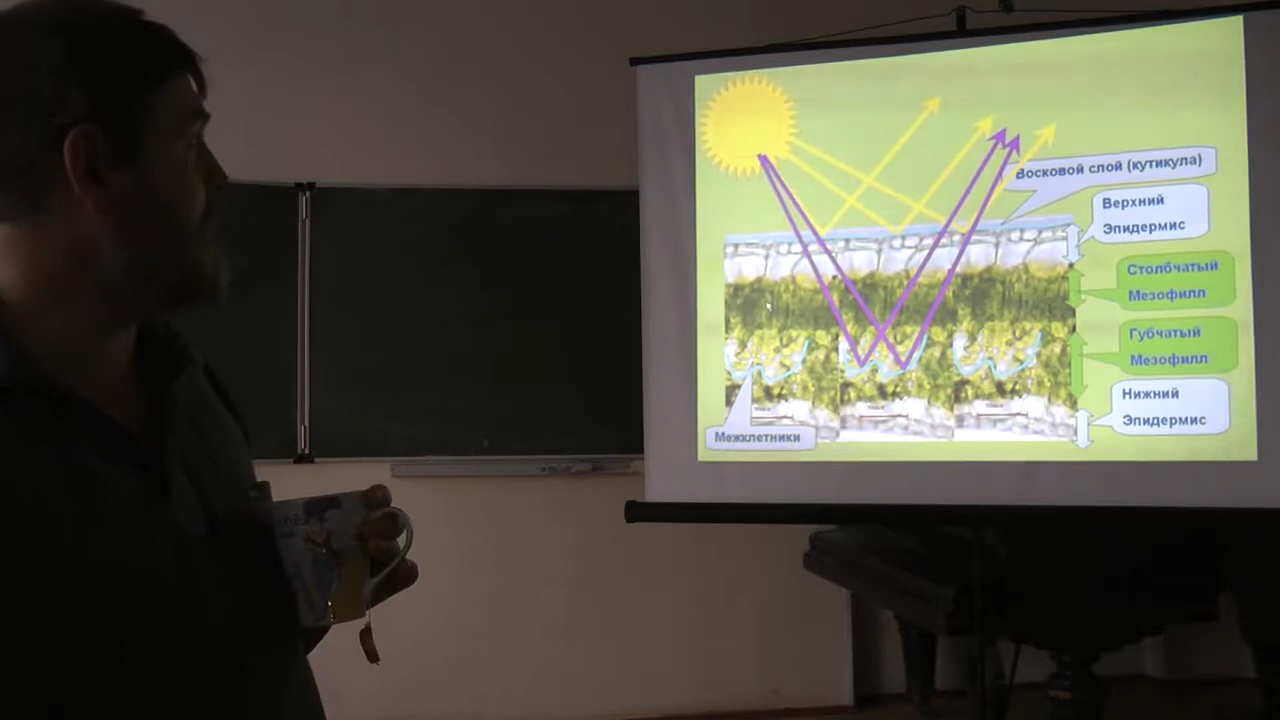 Восковой слой (кутикула)
Верхний
Эпидермис
Столбчатый
Мезофилл
Губчатый
Мезофилл
Нижний
Эпидермис
Межклетники